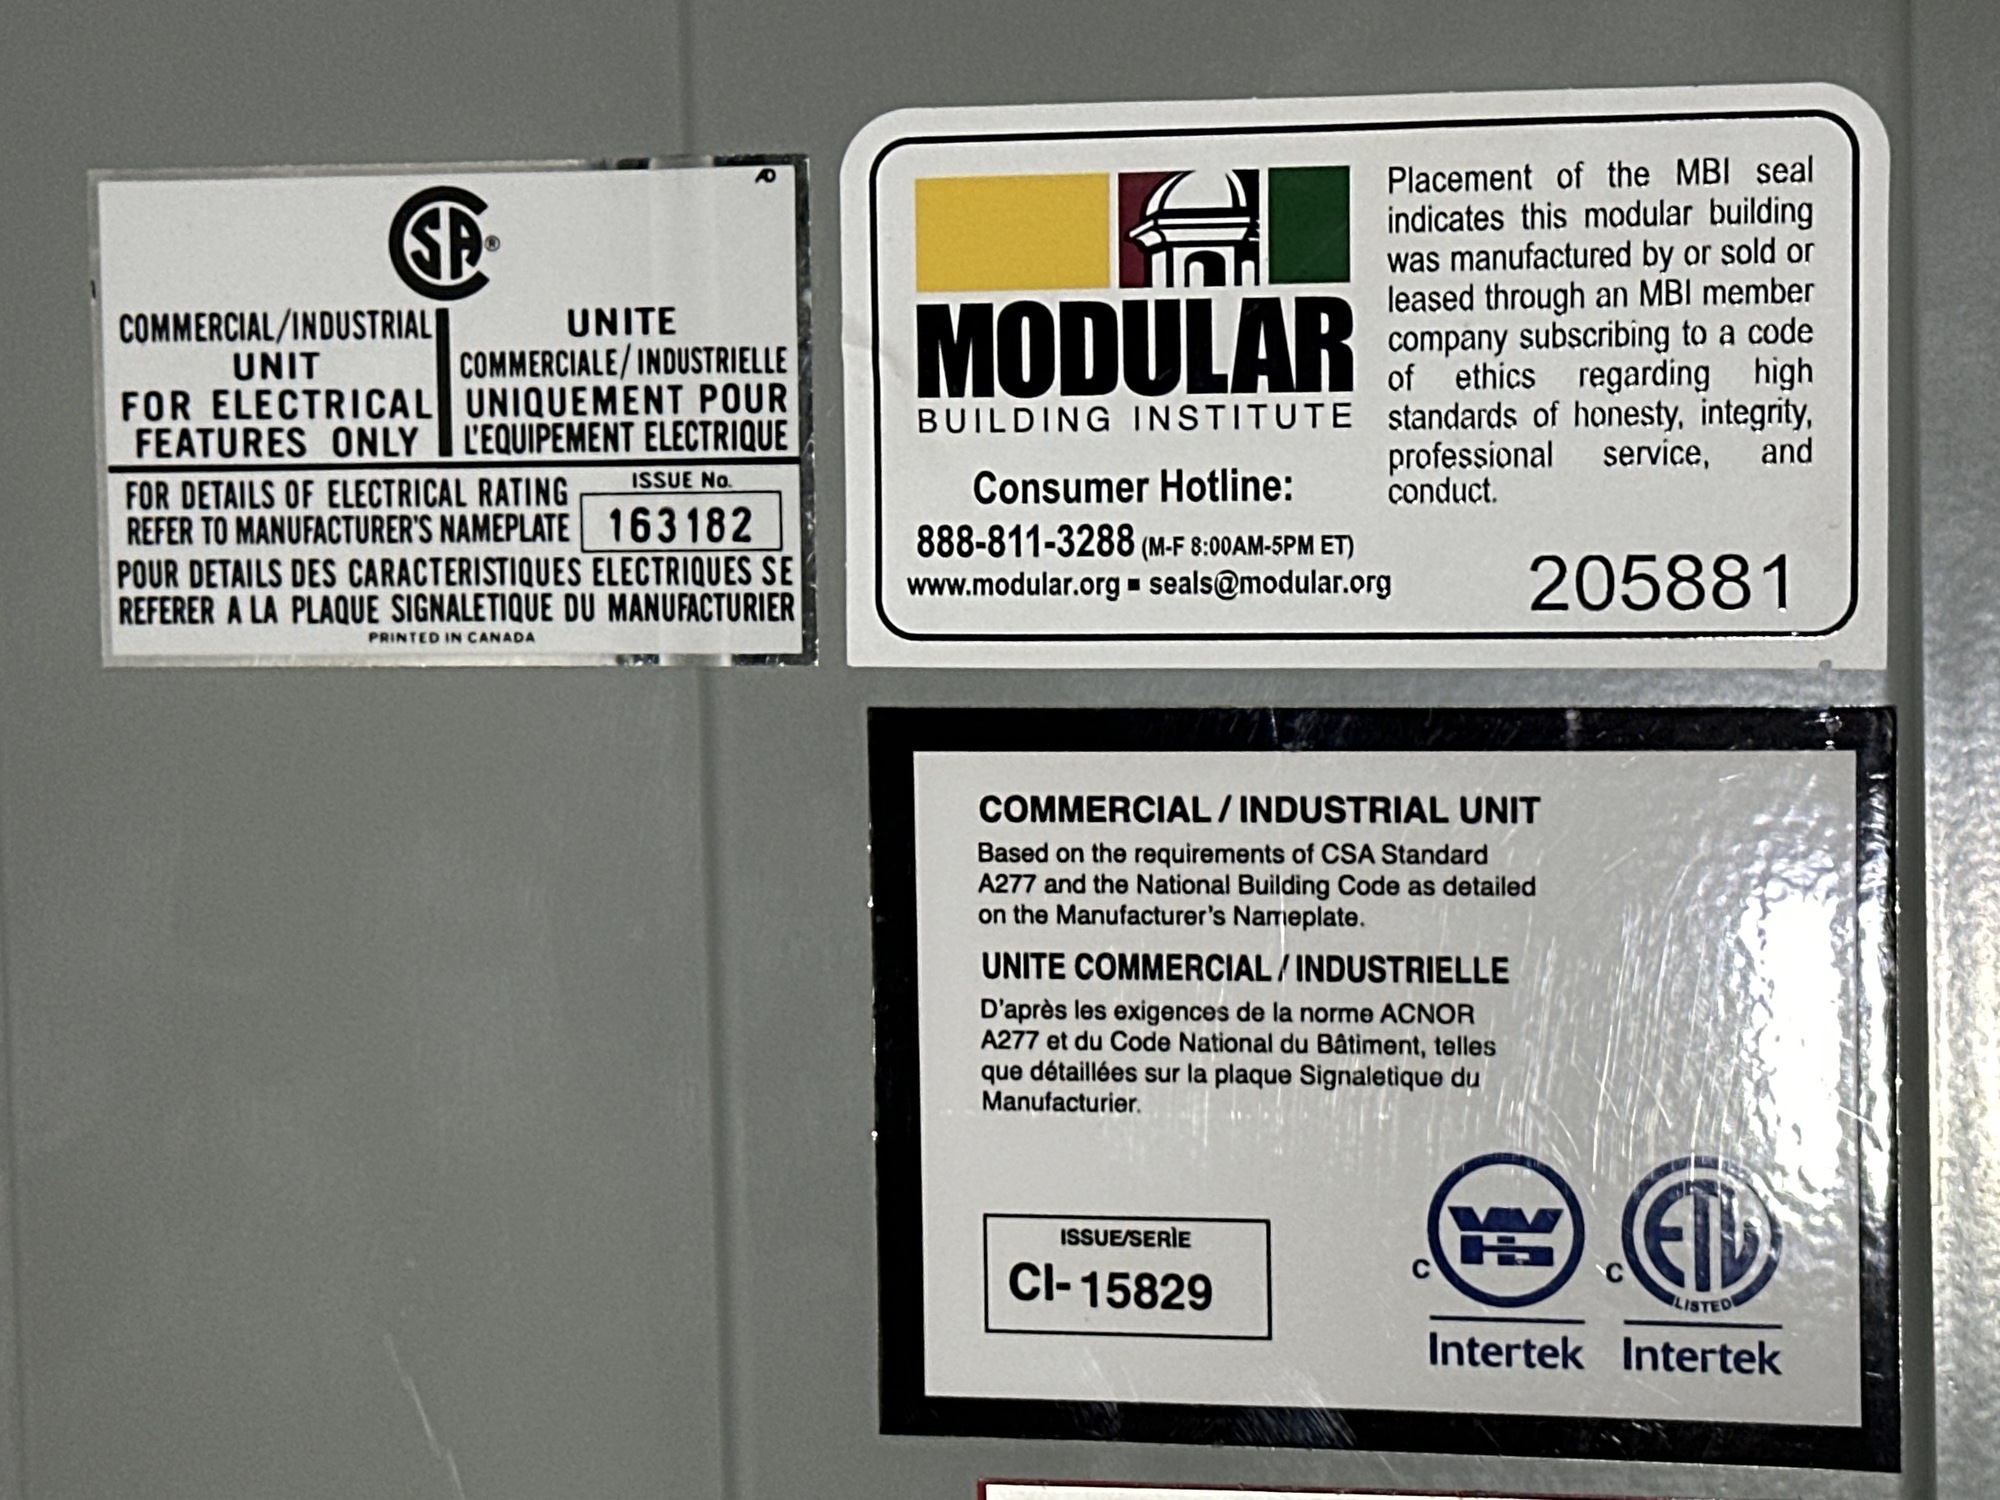 AD
CSA®
COMMERCIAL/INDUSTRIAL
UNIT
FOR ELECTRICAL
FEATURES ONLY
UNITE
COMMERCIALE/INDUSTRIELLE
UNIQUEMENT POUR
L'EQUIPEMENT ELECTRIQUE
FOR DETAILS OF ELECTRICAL RATING
REFER TO MANUFACTURER'S NAMEPLATE
ISSUE No.
163182
POUR DETAILS DES CARACTERISTIQUES ELECTRIQUES SE
REFERER A LA PLAQUE SIGNALETIQUE DU MANUFACTURIER
PRINTED IN CANADA
MODULAR
BUILDING INSTITUTE
Consumer Hotline:
888-811-3288 (M-F 8:00AM-5PM ET)
www.modular.org ▪ seals@modular.org
Placement of the MBI seal
indicates this modular building
was manufactured by or sold or
leased through an MBI member
company subscribing to a code
of ethics regarding high
standards of honesty, integrity,
professional service, and
conduct.
205881
COMMERCIAL / INDUSTRIAL UNIT
Based on the requirements of CSA Standard
A277 and the National Building Code as detailed
on the Manufacturer's Nameplate.
UNITE COMMERCIAL / INDUSTRIELLE
D'après les exigences de la norme ACNOR
A277 et du Code National du Bâtiment, telles
que détaillées sur la plaque Signaletique du
Manufacturier.
ISSUE/SERÌE
CI-15829
C WH
Intertek
C ETL
LISTED
Intertek